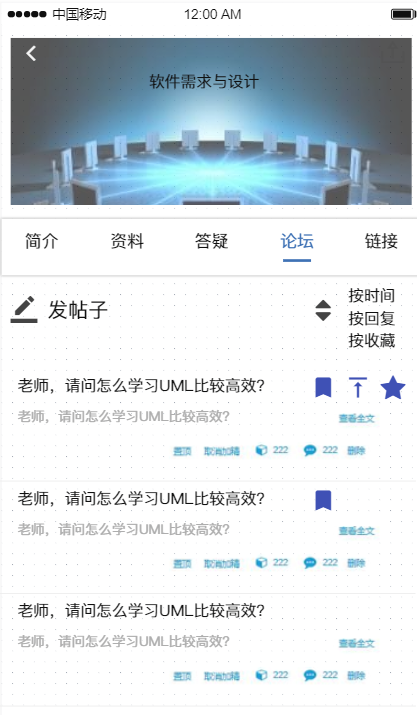 中国移动 12:00 AM
软件需求与设计
简介 资料 答疑 论坛 链接
发帖子
按时间
按回复
按收藏
老师，请问怎么学习UML比较高效?
老师，请问怎么学习UML比较高效?
查看全文
置顶 取消加精 222 222 删除
老师，请问怎么学习UML比较高效?
老师，请问怎么学习UML比较高效?
查看全文
置顶 取消加精 222 222 删除
老师，请问怎么学习UML比较高效?
老师，请问怎么学习UML比较高效?
查看全文
置顶 取消加精 222 222 删除